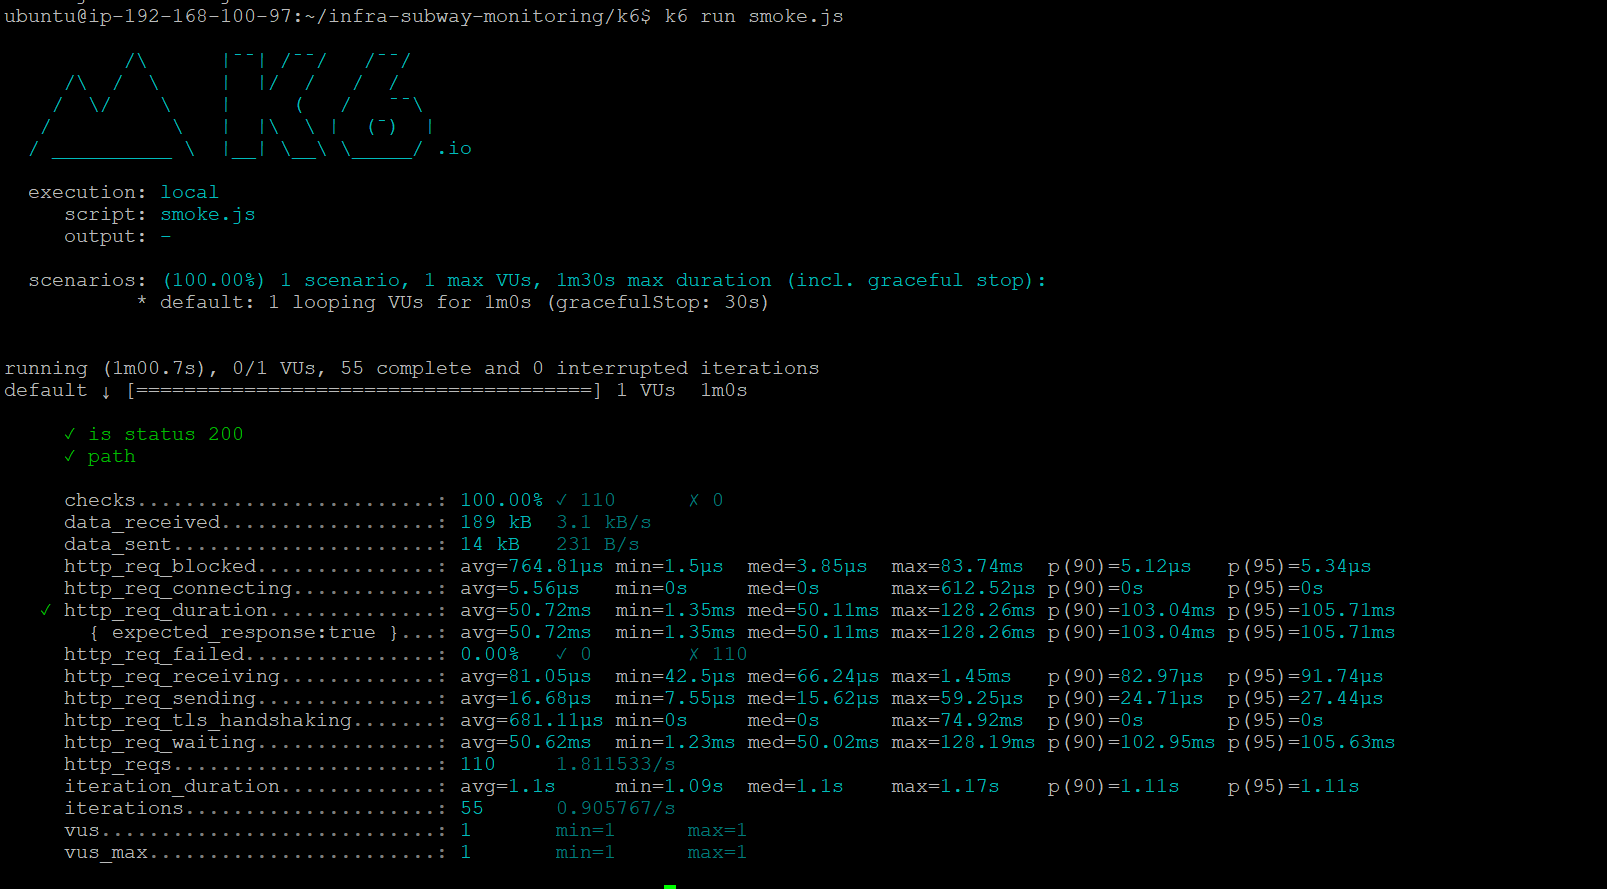 ubuntu@ip-192-168-100-97:~/infra-subway-monitoring/k6$ k6 run smoke.js
          /\      |‾‾| /‾‾/   /‾‾/
     /\  /  \     |  |/  /   /  /
    /  \/    \    |     (   /   ‾‾\
   /          \   |  |\  \ |  (‾)  |
  / __________ \  |__| \__\ \_____/ .io
execution: local
script: smoke.js
output: -
scenarios: (100.00%) 1 scenario, 1 max VUs, 1m30s max duration (incl. graceful stop):
* default: 1 looping VUs for 1m0s (gracefulStop: 30s)
running (1m00.7s), 0/1 VUs, 55 complete and 0 interrupted iterations
default ↓ [======================================] 1 VUs  1m0s
✓ is status 200
✓ path
checks.........................: 100.00% ✓ 110      ✗ 0
data_received..................: 189 kB  3.1 kB/s
data_sent......................: 14 kB   231 B/s
http_req_blocked...............: avg=764.81µs min=1.5µs  med=3.85µs  max=83.74ms  p(90)=5.12µs   p(95)=5.34µs
http_req_connecting............: avg=5.56µs   min=0s     med=0s      max=612.52µs p(90)=0s       p(95)=0s
✓ http_req_duration..............: avg=50.72ms  min=1.35ms med=50.11ms max=128.26ms p(90)=103.04ms p(95)=105.71ms
{ expected_response:true }...: avg=50.72ms  min=1.35ms med=50.11ms max=128.26ms p(90)=103.04ms p(95)=105.71ms
http_req_failed................: 0.00%   ✓ 0        ✗ 110
http_req_receiving.............: avg=81.05µs  min=42.5µs med=66.24µs max=1.45ms   p(90)=82.97µs  p(95)=91.74µs
http_req_sending...............: avg=16.68µs  min=7.55µs med=15.62µs max=59.25µs  p(90)=24.71µs  p(95)=27.44µs
http_req_tls_handshaking.......: avg=681.11µs min=0s     med=0s      max=74.92ms  p(90)=0s       p(95)=0s
http_req_waiting...............: avg=50.62ms  min=1.23ms med=50.02ms max=128.19ms p(90)=102.95ms p(95)=105.63ms
http_reqs......................: 110     1.811533/s
iteration_duration.............: avg=1.1s     min=1.09s  med=1.1s    max=1.17s    p(90)=1.11s    p(95)=1.11s
iterations.....................: 55      0.905767/s
vus............................: 1       min=1      max=1
vus_max........................: 1       min=1      max=1